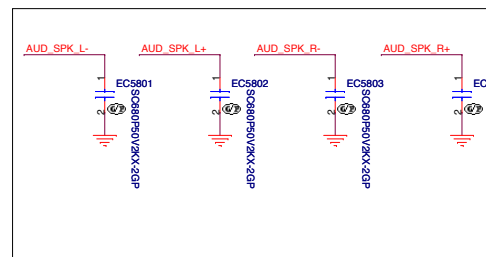 AUD_SPK_L- AUD_SPK_L+ AUD_SPK_R- AUD_SPK_R+
1 1 1 1
EC5801 EC5802 EC5803 EC
SC680P50V2KX-2GP SC680P50V2KX-2GP SC680P50V2KX-2GP
2 2 2 2